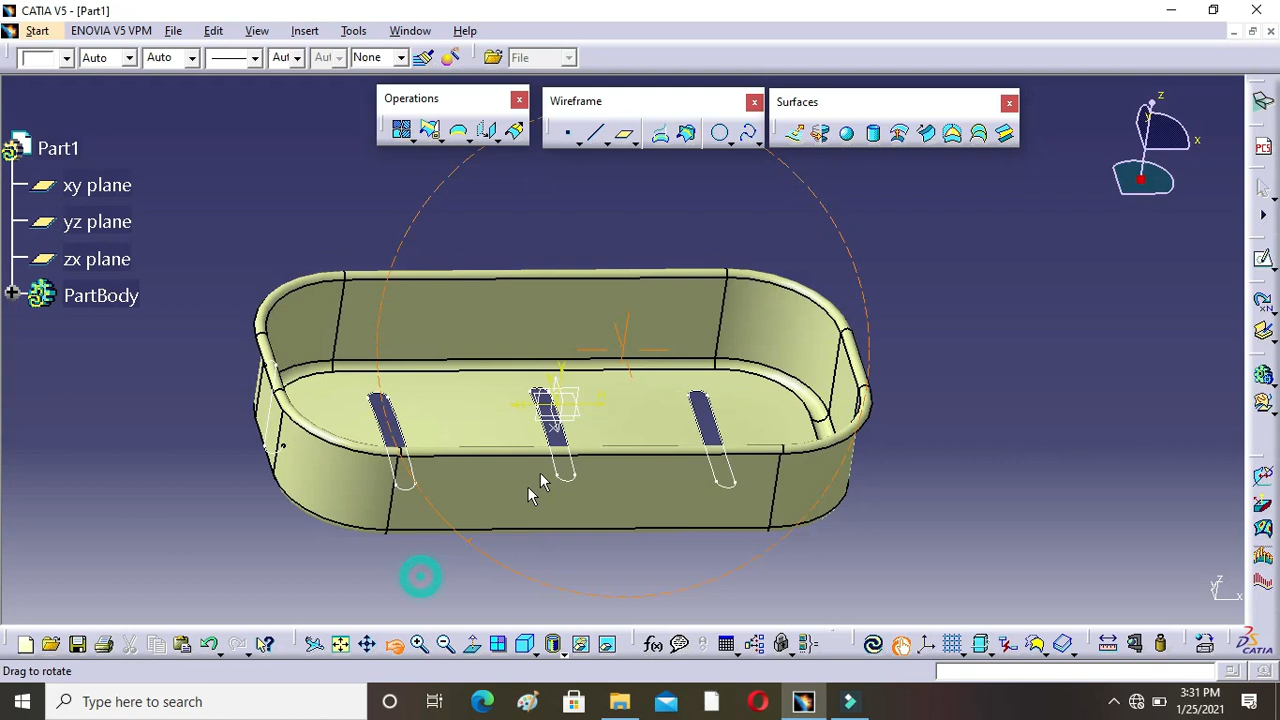 CATIA V5 - [Part1]
Start ENOVIA V5 VPM File Edit View Insert Tools Window Help
Auto Auto Aut Aut None File
Operations
Wireframe
Surfaces
Part1
xy plane
yz plane
zx plane
PartBody
z
y
x
z
y x
Drag to rotate
CATIA
Type here to search
3:31 PM
1/25/2021